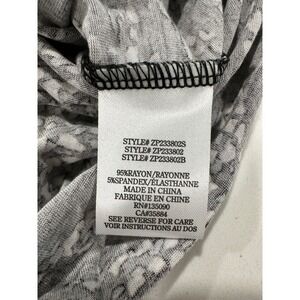 STYLE# ZP233802S
STYLE# ZP233802
STYLE# ZP233802B
95%RAYON/RAYONNE
5%SPANDEX/ÉLASTHANNE
MADE IN CHINA
FABRIQUE EN CHINE
RN#135090
CA#35884
SEE REVERSE FOR CARE
VOIR INSTRUCTIONS AU DOS